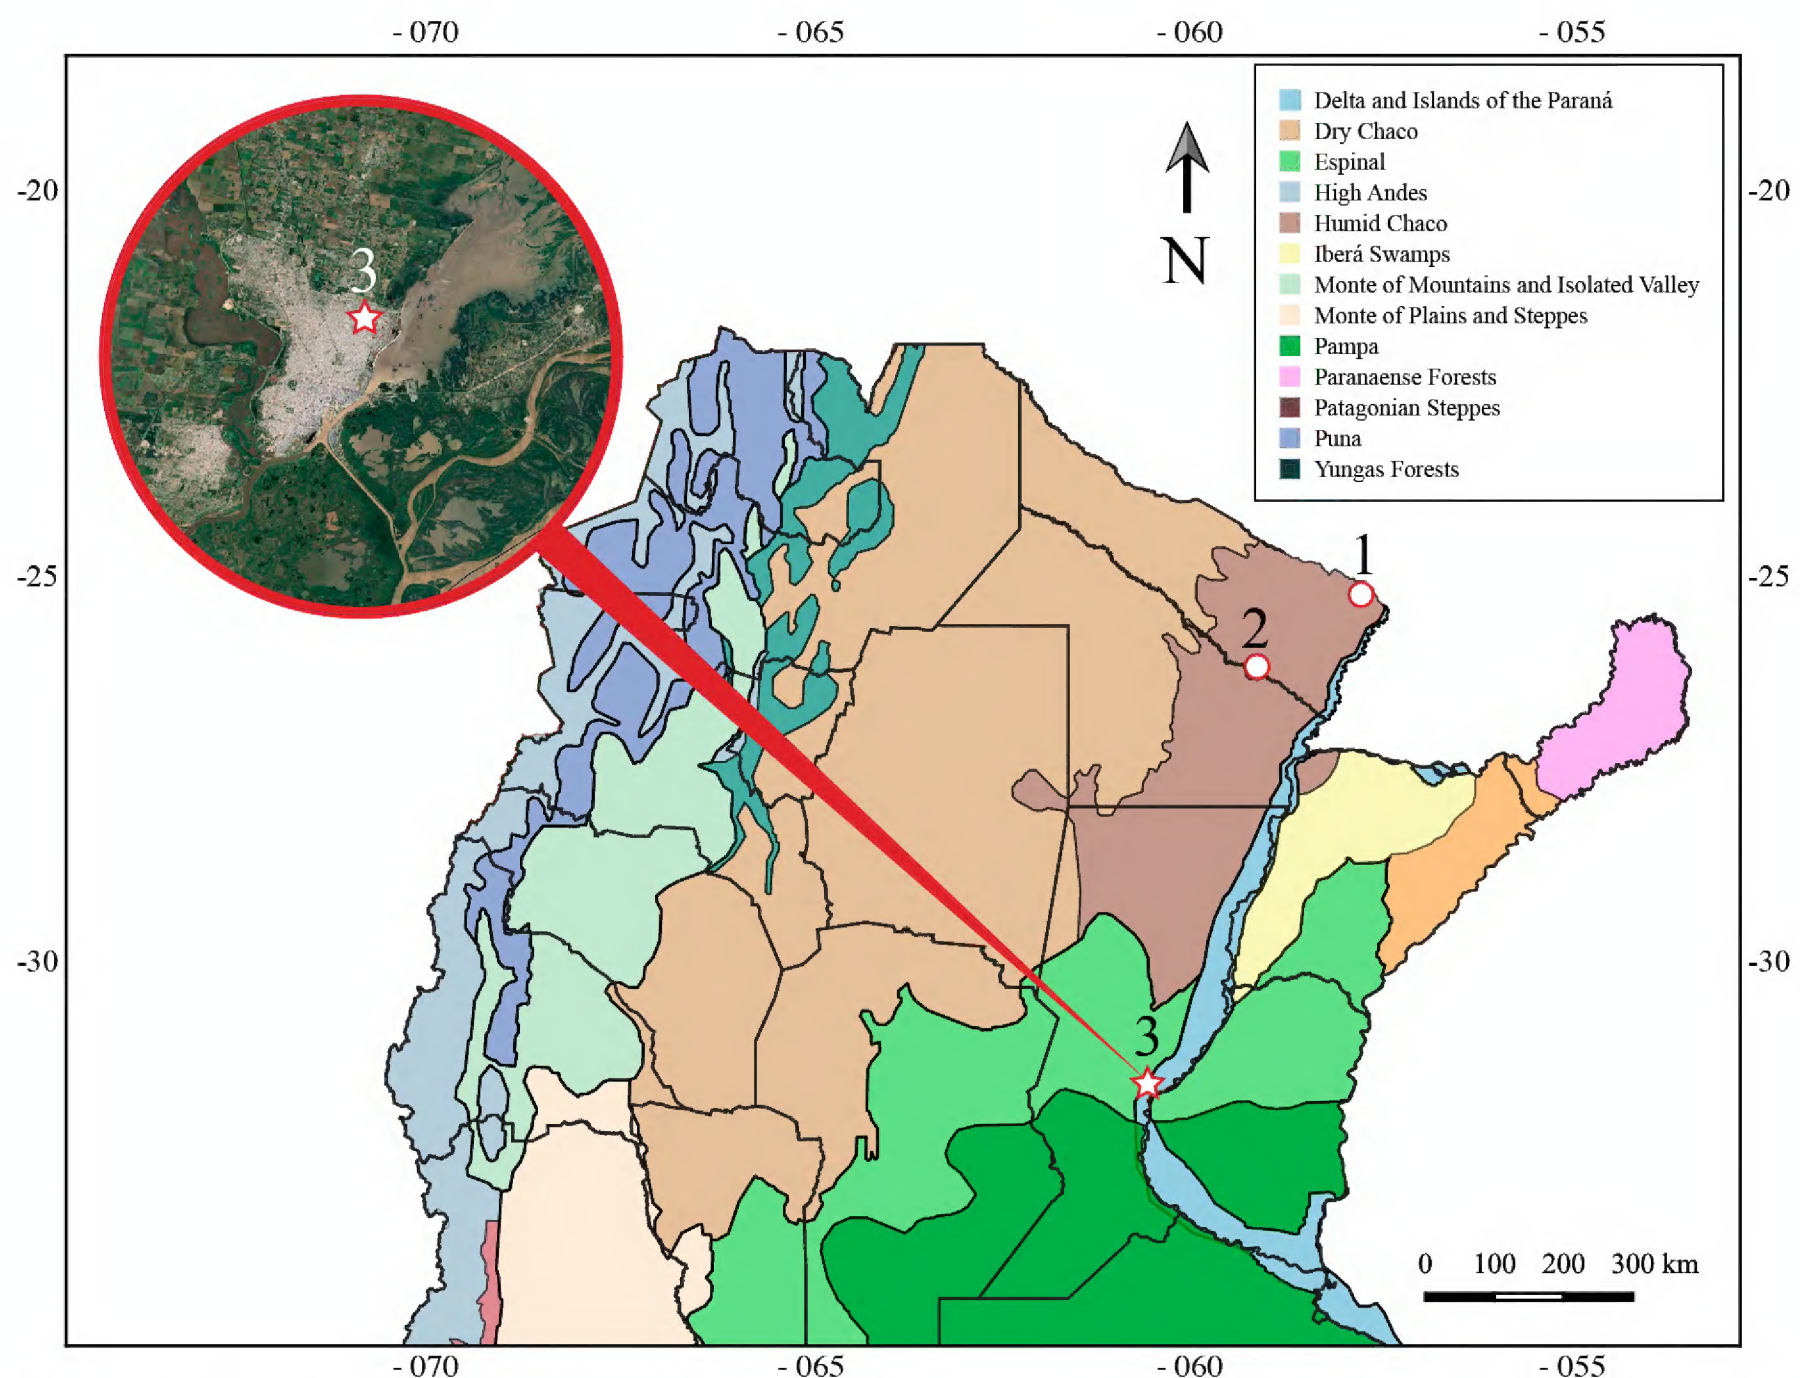 - 070 - 065 - 060 - 055
Delta and Islands of the Paraná
Dry Chaco
Espinal
High Andes
Humid Chaco
Iberá Swamps
Monte of Mountains and Isolated Valley
Monte of Plains and Steppes
Pampa
Paranaense Forests
Patagonian Steppes
Puna
Yungas Forests
-20 -20
N
3
-25 -25
1
2
-30 -30
3
0 100 200 300 km
- 070 - 065 - 060 - 055